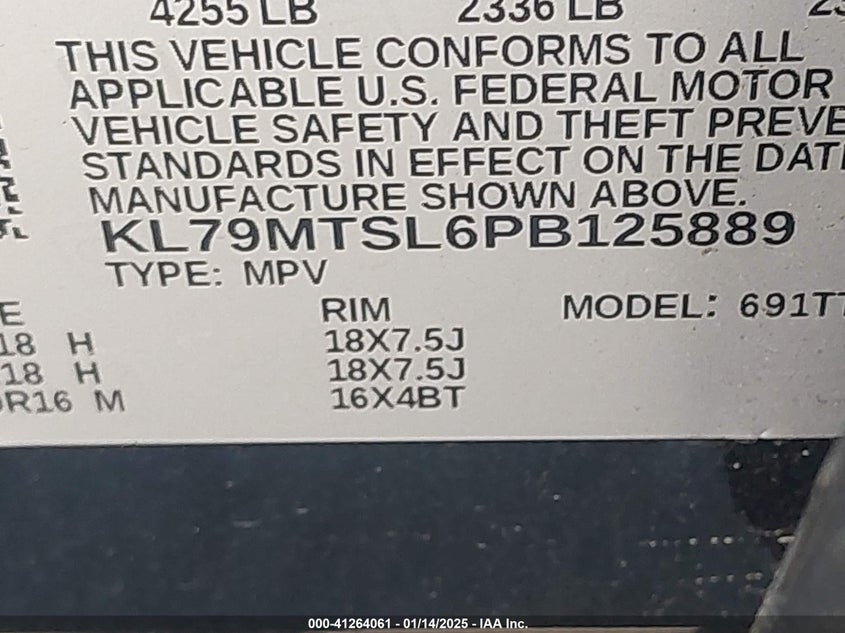 4255 LB 2336 LB
THIS VEHICLE CONFORMS TO ALL
APPLICABLE U.S. FEDERAL MOTOR
VEHICLE SAFETY AND THEFT PREVE
STANDARDS IN EFFECT ON THE DAT
MANUFACTURE SHOWN ABOVE.
KL79MTSL6PB125889
TYPE: MPV
E RIM MODEL: 691T
18 H 18X7.5J
18 H 18X7.5J
R16 M 16X4BT
000-41264061 - 01/14/2025 - IAA Inc.